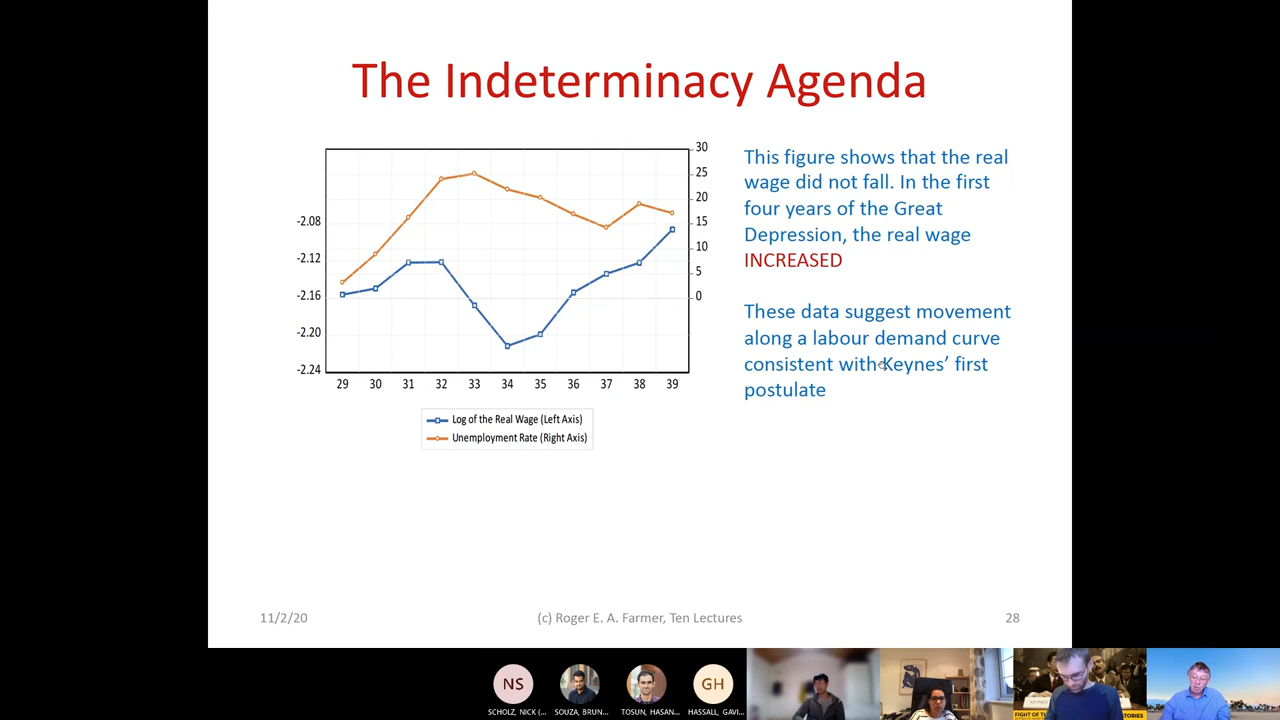 The Indeterminacy Agenda
30
25
20
15
10
5
0
-2.08
-2.12
-2.16
-2.20
-2.24
29 30 31 32 33 34 35 36 37 38 39
Log of the Real Wage (Left Axis)
Unemployment Rate (Right Axis)
This figure shows that the real
wage did not fall. In the first
four years of the Great
Depression, the real wage
INCREASED
These data suggest movement
along a labour demand curve
consistent with Keynes’ first
postulate
11/2/20
(c) Roger E. A. Farmer, Ten Lectures
28
NS
GH
SCHOLZ, NICK (...
SOUZA, BRUN...
TOSUN, HASAN...
HASSALL, GAVI...